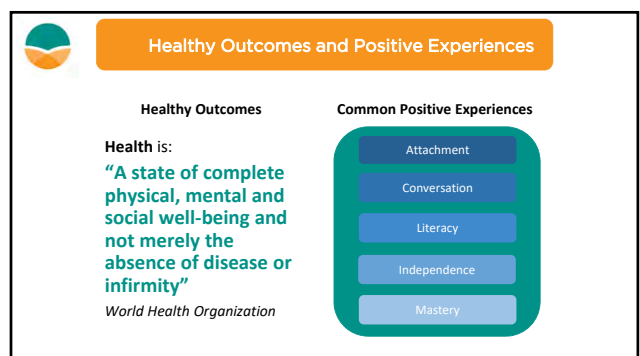 Healthy Outcomes and Positive Experiences
Healthy Outcomes
Health is:
“A state of complete
physical, mental and
social well-being and
not merely the
absence of disease or
infirmity”
World Health Organization
Common Positive Experiences
Attachment
Conversation
Literacy
Independence
Mastery